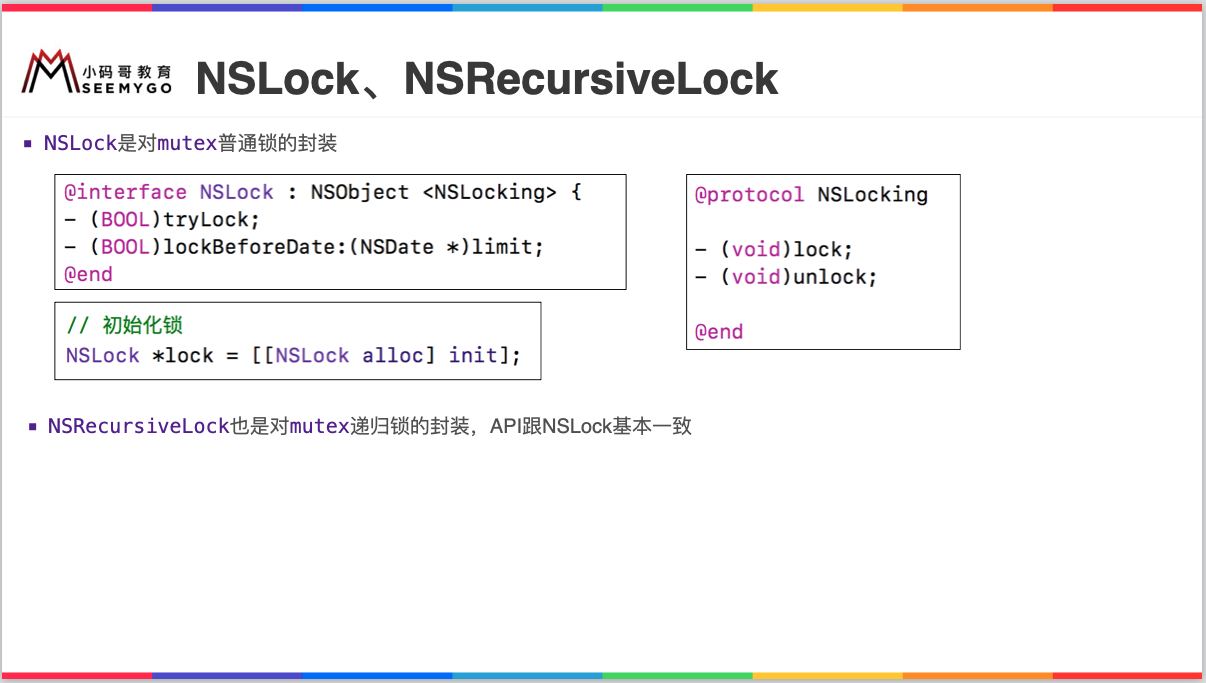 小码哥教育
SEEMYGO
NSLock、NSRecursiveLock
NSLock是对mutex普通锁的封装
@interface NSLock : NSObject <NSLocking> {
- (BOOL)tryLock;
- (BOOL)lockBeforeDate:(NSDate *)limit;
@end
@protocol NSLocking
- (void)lock;
- (void)unlock;
@end
// 初始化锁
NSLock *lock = [[NSLock alloc] init];
NSRecursiveLock也是对mutex递归锁的封装，API跟NSLock基本一致